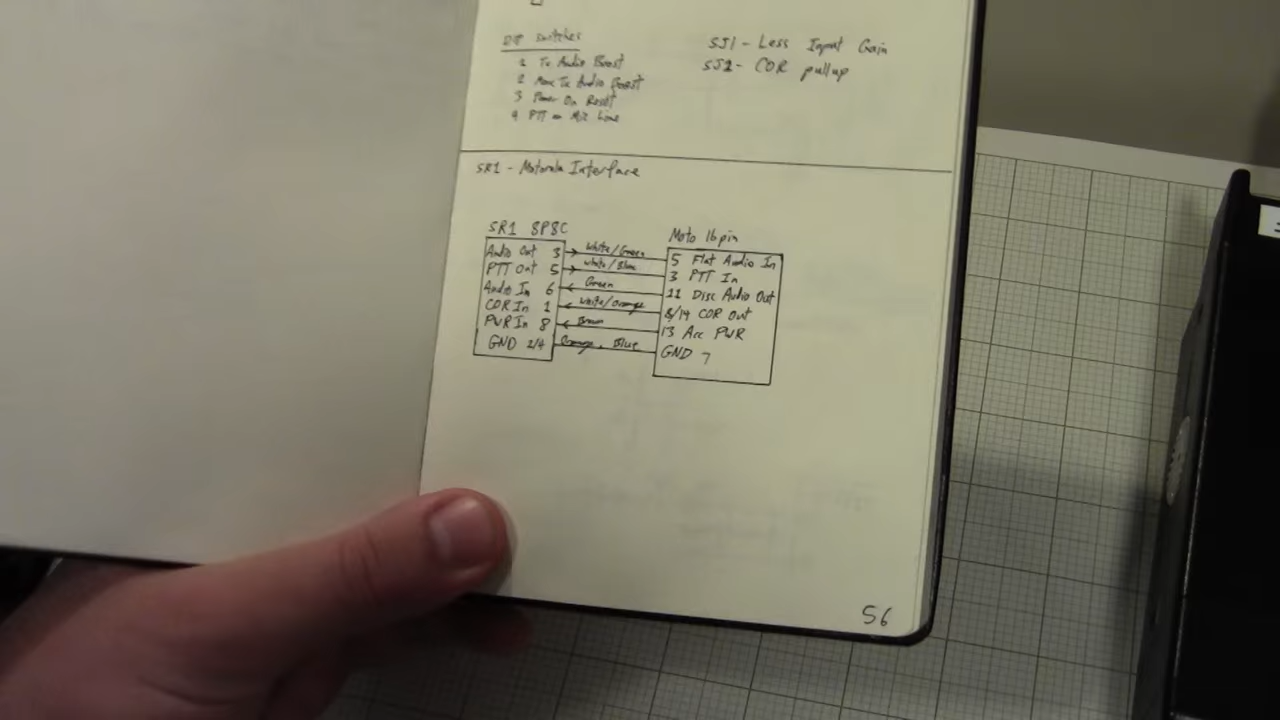 DIP switches
1 Tx Audio Boost
2 More Tx Audio Boost
3 Power On Reset
4 PTT on Mic Line
SJ1 - Less Input Gain
SJ2 - COR pullup
SR1 - Motorola Interface
SR1 8P8C
Moto 16pin
Audio Out 3 White/Green 5 Flat Audio In
PTT Out 5 White/Blue 3 PTT In
Audio In 6 Green 11 Disc Audio Out
COR In 1 White/Orange 8/14 COR Out
PWR In 8 Brown 13 Acc PWR
GND 2/4 Orange, Blue GND 7
56